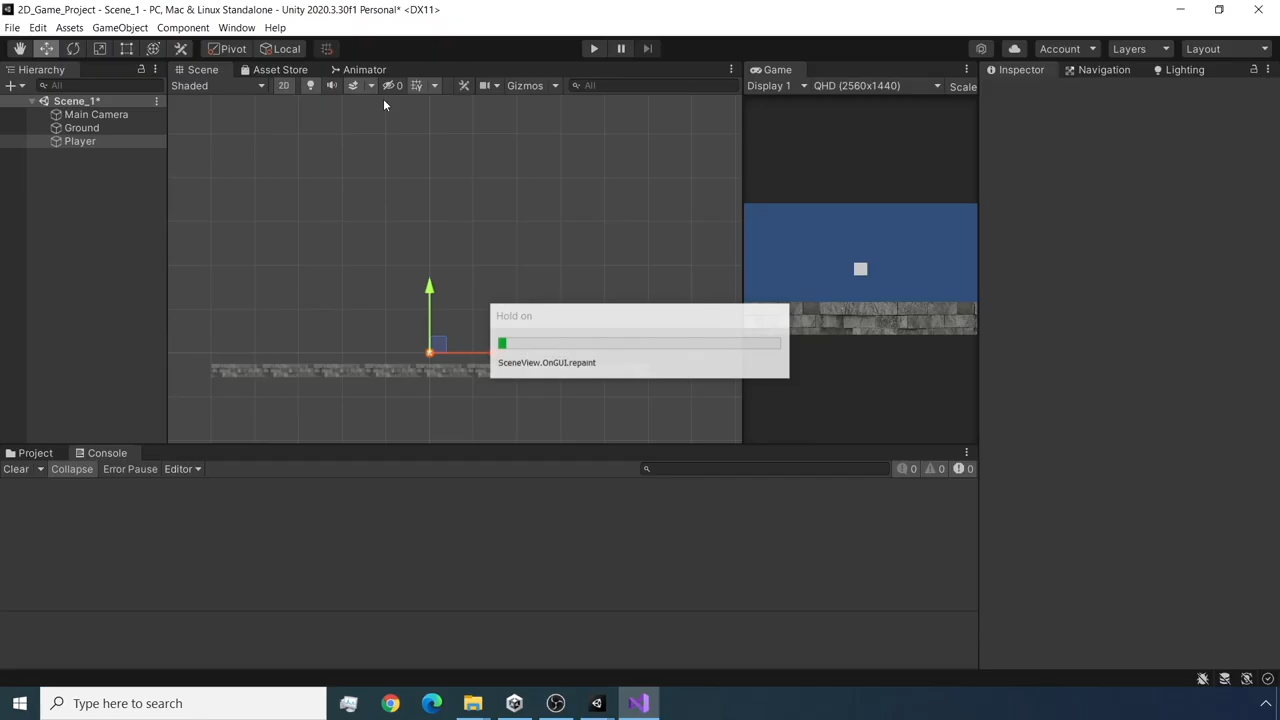 2D_Game_Project - Scene_1 - PC, Mac & Linux Standalone - Unity 2020.3.30f1 Personal* <DX11>
File Edit Assets GameObject Component Window Help
Pivot Local Account Layers Layout
Hierarchy Scene Asset Store Animator Game Inspector Navigation Lighting
All Shaded 2D 0 Gizmos All Display 1 QHD (2560x1440) Scale
Scene_1*
Main Camera
Ground
Player
Hold on
SceneView.OnGUI.repaint
Project Console
Clear Collapse Error Pause Editor 0 0 0
Type here to search